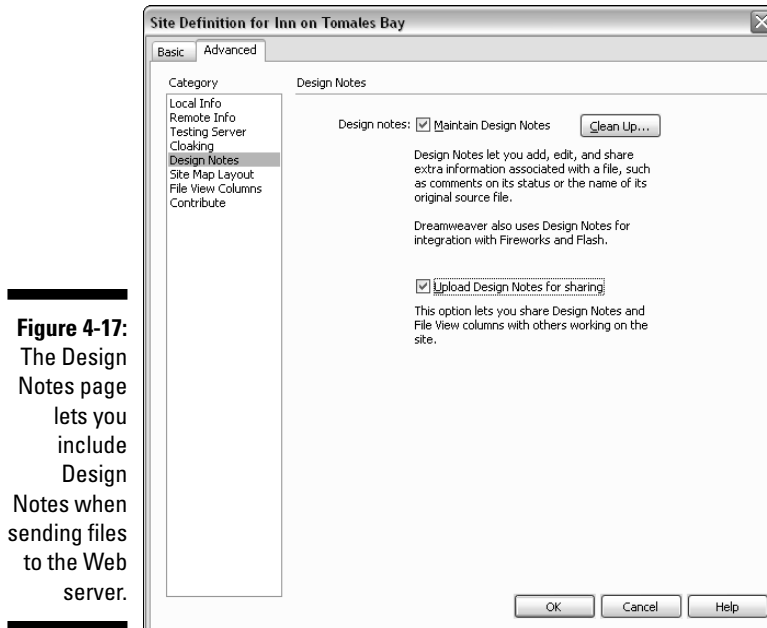 Site Definition for Inn on Tomales Bay
Basic
Advanced
Category
Local Info
Remote Info
Testing Server
Cloaking
Design Notes
Site Map Layout
File View Columns
Contribute
Design Notes
Design notes:
Maintain Design Notes
Clean Up...
Design Notes let you add, edit, and share
extra information associated with a file, such
as comments on its status or the name of its
original source file.
Dreamweaver also uses Design Notes for
integration with Fireworks and Flash.
Upload Design Notes for sharing
This option lets you share Design Notes and
File View columns with others working on the
site.
OK
Cancel
Help
Figure 4-17:
The Design
Notes page
lets you
include
Design
Notes when
sending files
to the Web
server.